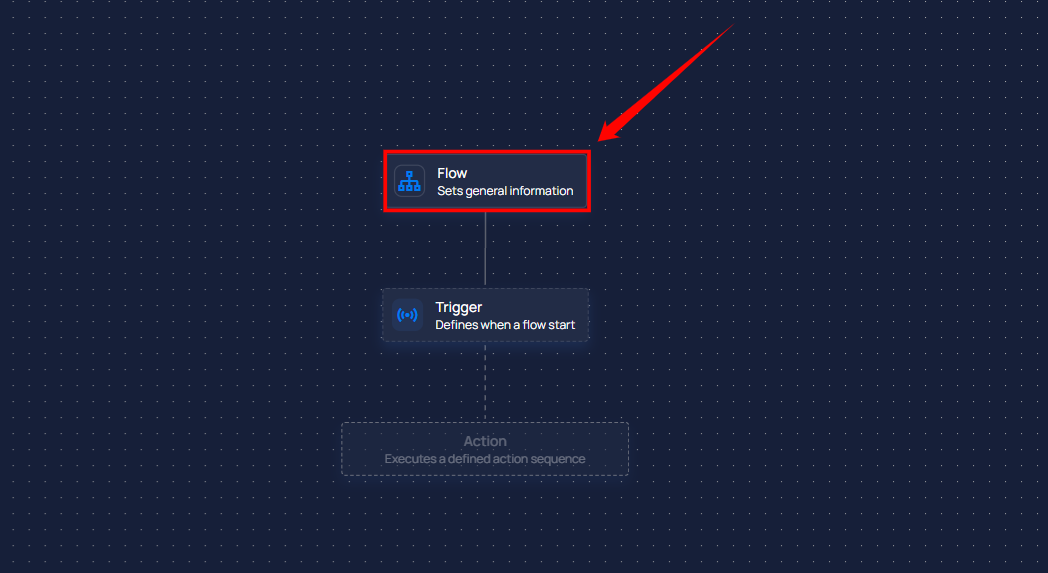 Flow
Sets general information
Trigger
Defines when a flow start
Action
Executes a defined action sequence